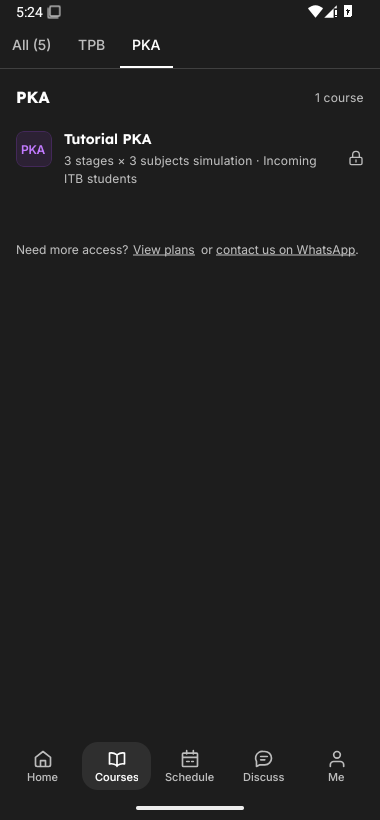 5:24
All (5)
TPB
PKA
PKA
1 course
PKA
Tutorial PKA
3 stages × 3 subjects simulation · Incoming
ITB students
Need more access? View plans or contact us on WhatsApp.
Home
Courses
Schedule
Discuss
Me